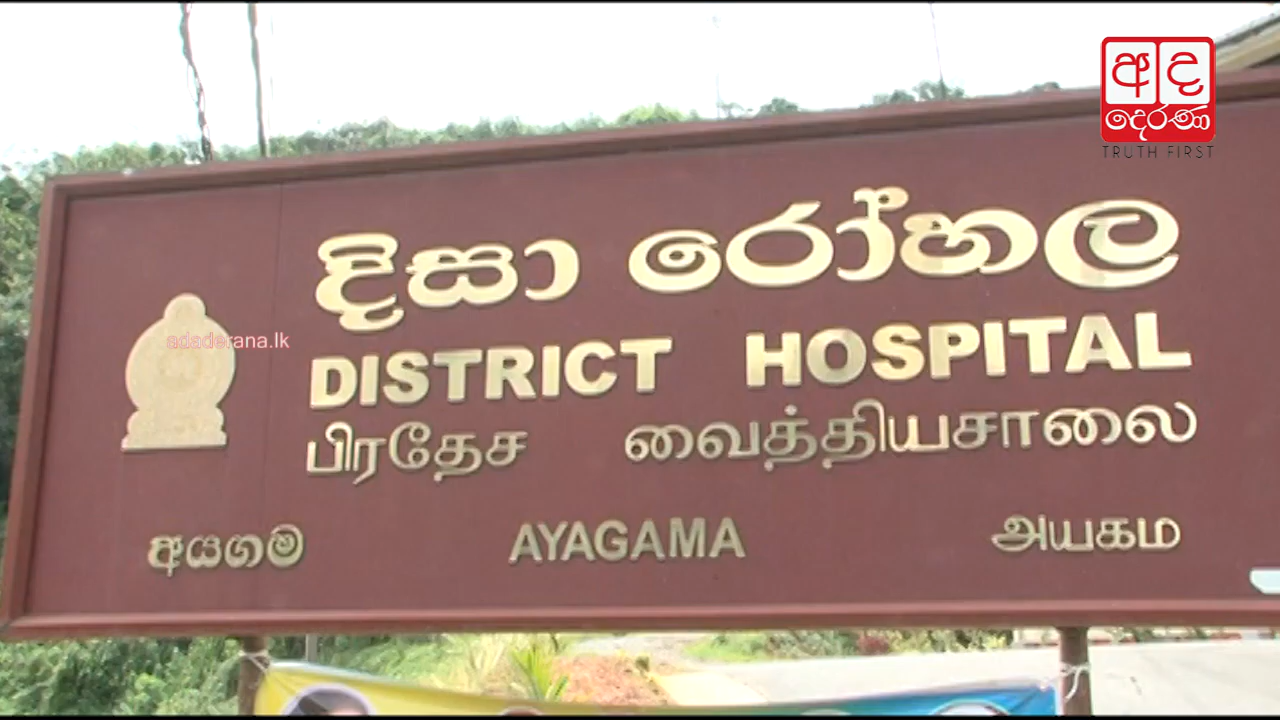 අද
දෙරණ
TRUTH FIRST
දිසා රෝහල
adaderana.lk
DISTRICT HOSPITAL
பிரதேச வைத்தியசாலை
අයගම AYAGAMA அயகம